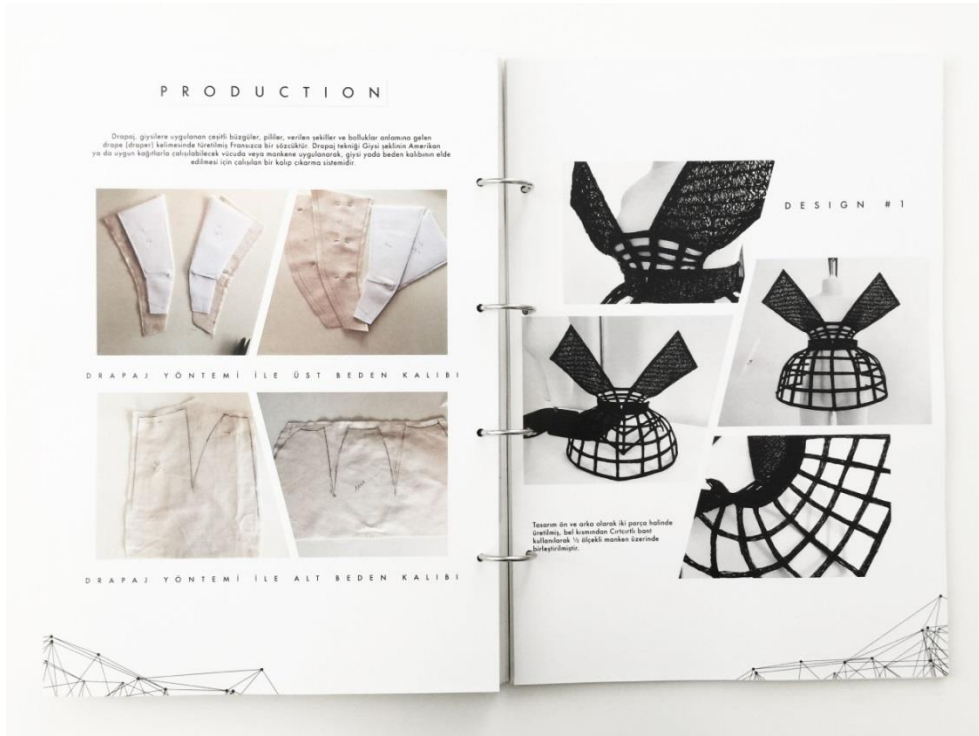 PRODUCTION
Drapaj, giysilere uygulanan çeşitli büzgüler, pililer, verilen şekiller ve bolluklar anlamına gelen
drape (draper) kelimesinde türetilmiş Fransızca bir sözcüktür. Drapaj tekniği Giysi şeklinin Amerikan
ya da uygun kağıtlarla çalışılabilecek vücuda veya mankene uygulanarak, giysi yada beden kalıbının elde
edilmesi için çalışılan bir kalıp çıkarma sistemidir.
DRAPAJ YÖNTEMİ İLE ÜST BEDEN KALIBI
DRAPAJ YÖNTEMİ İLE ALT BEDEN KALIBI
DESIGN #1
Tasarım ön ve arka olarak iki parça halinde
üretilmiş, bel kısmından Cırtcırtlı bant
kullanılarak ½ ölçekli manken üzerinde
birleştirilmiştir.